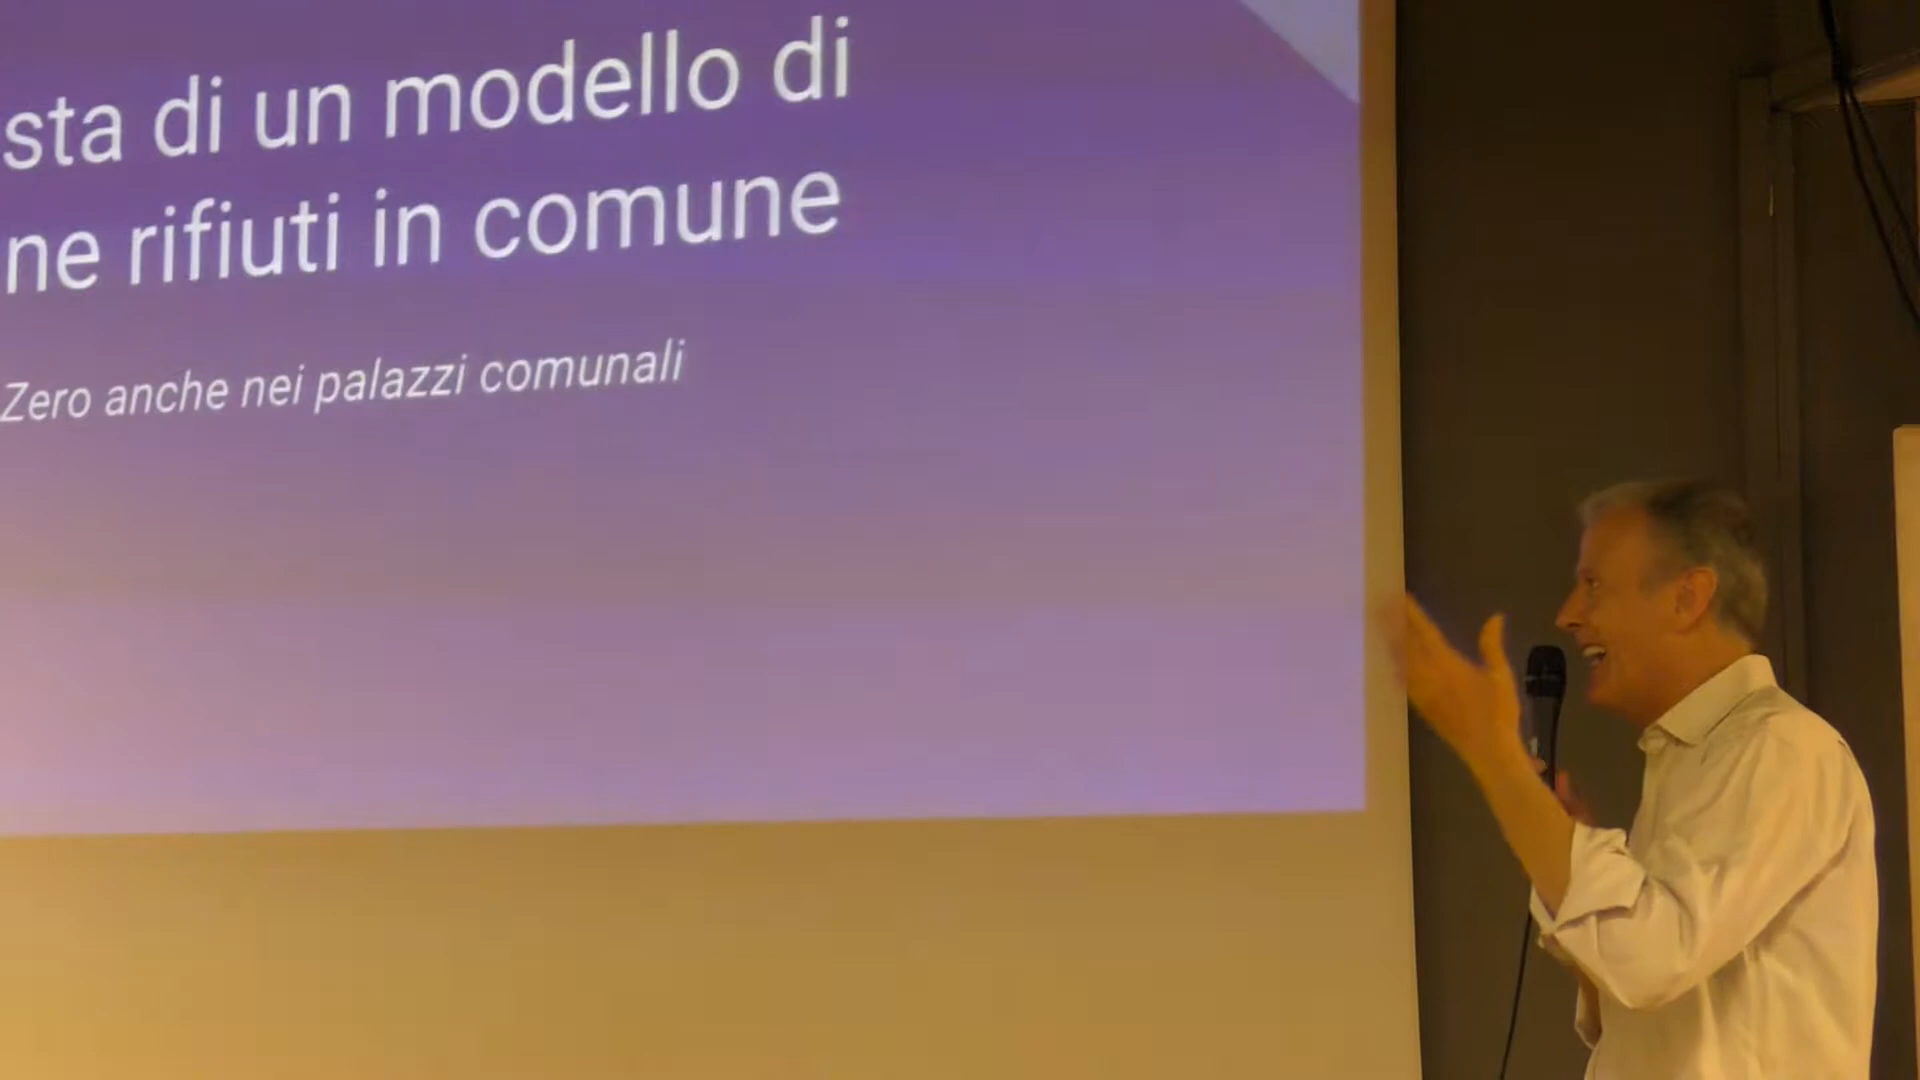 sta di un modello di
ne rifiuti in comune
Zero anche nei palazzi comunali